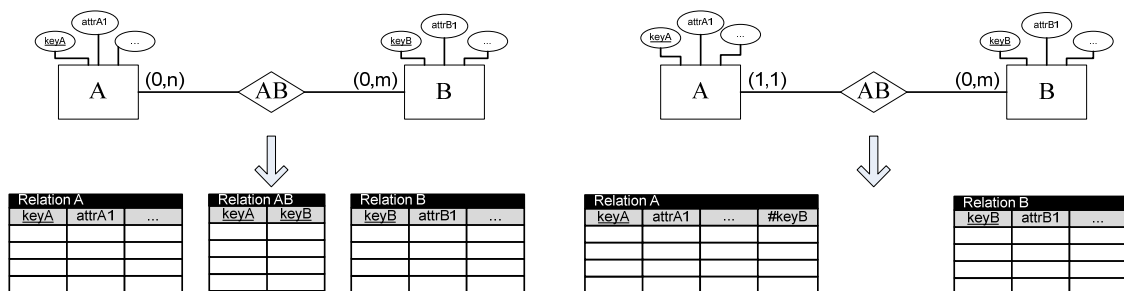 attrA1
keyA
...
attrB1
keyB
...
A
(0,n)
AB
(0,m)
B
Relation A
keyA attrA1 ...
Relation AB
keyA keyB
Relation B
keyB attrB1 ...
attrA1
keyA
...
attrB1
keyB
...
A
(1,1)
AB
(0,m)
B
Relation A
keyA attrA1 ... #keyB
Relation B
keyB attrB1 ...